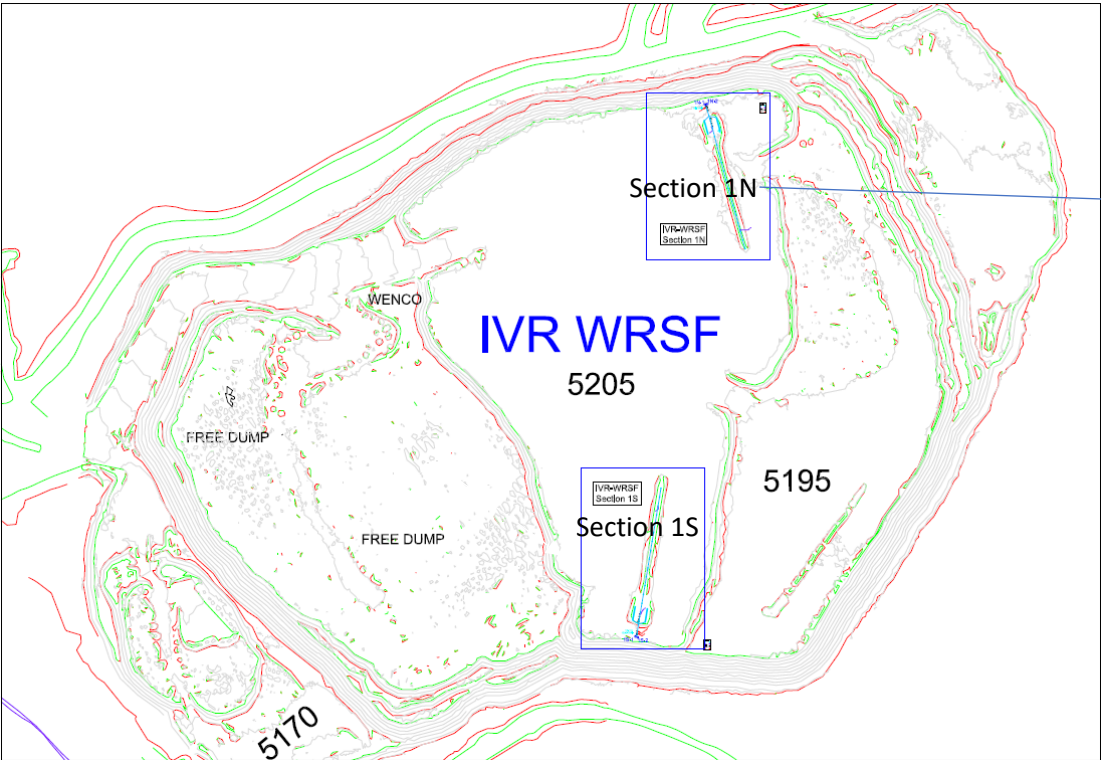 Section 1N
IVR-WRSF
Section 1N
WENCO
IVR WRSF
5205
FREE DUMP
5195
IVR-WRSF
Section 1S
Section 1S
FREE DUMP
5170